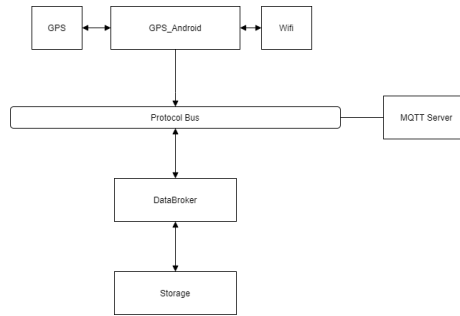 GPS
GPS_Android
Wifi
Protocol Bus
MQTT Server
DataBroker
Storage